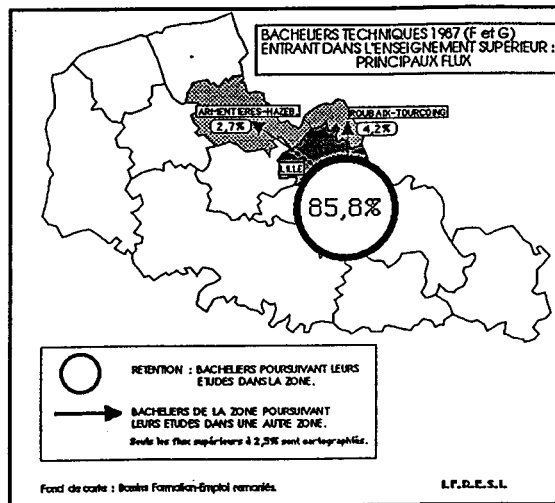 BACHELIERS TECHNIQUES 1987 (F et G)
ENTRANT DANS L'ENSEIGNEMENT SUPERIEUR :
PRINCIPAUX FLUX
ARMENTIERES-HAZEB.
2,7%
ROUBAIX-TOURCOING
4,2%
LILLE
85,8%
RETENTION : BACHELIERS POURSUIVANT LEURS
ETUDES DANS LA ZONE.
BACHELIERS DE LA ZONE POURSUIVANT
LEURS ETUDES DANS UNE AUTRE ZONE.
Seuls les flux supérieurs à 2,5% sont cartographiés.
Fond de carte : Bassins Formation-Emploi remaniés.
I.F.R.E.S.I.